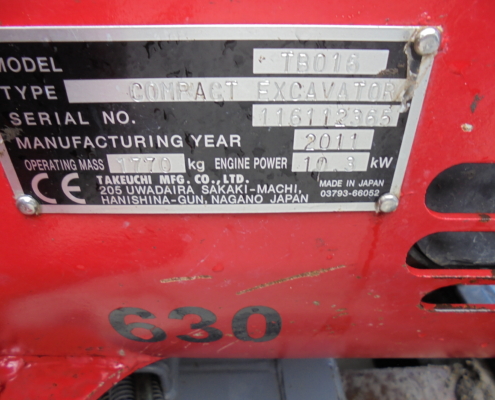 MODEL TB016
TYPE COMPACT EXCAVATOR
SERIAL NO. 116112365
MANUFACTURING YEAR 2011
OPERATING MASS 1770 kg ENGINE POWER 10.3 kW
CE TAKEUCHI MFG. CO., LTD. MADE IN JAPAN
205 UWADAIRA SAKAKI-MACHI, 03793-66052
HANISHINA-GUN, NAGANO JAPAN
630